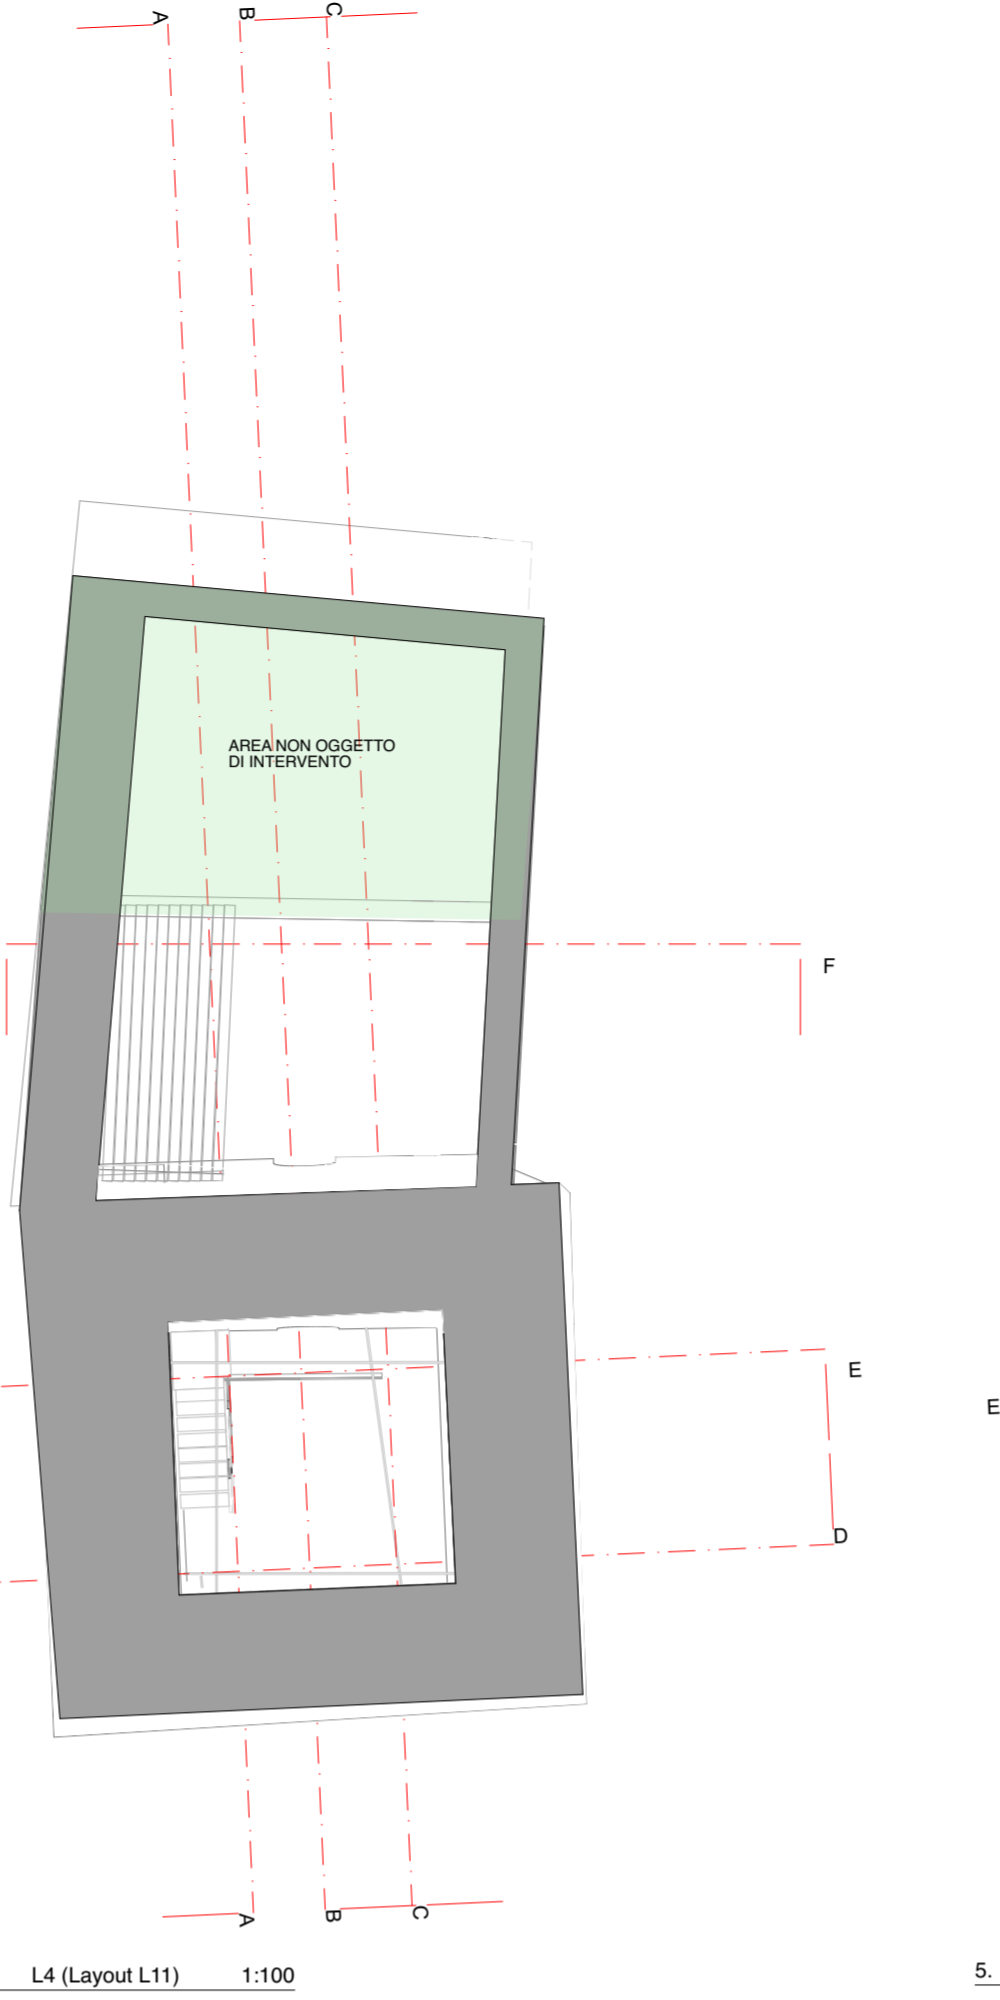 A B C
AREA NON OGGETTO
DI INTERVENTO
F
E
E
D
A B C
L4 (Layout L11) 1:100
5.